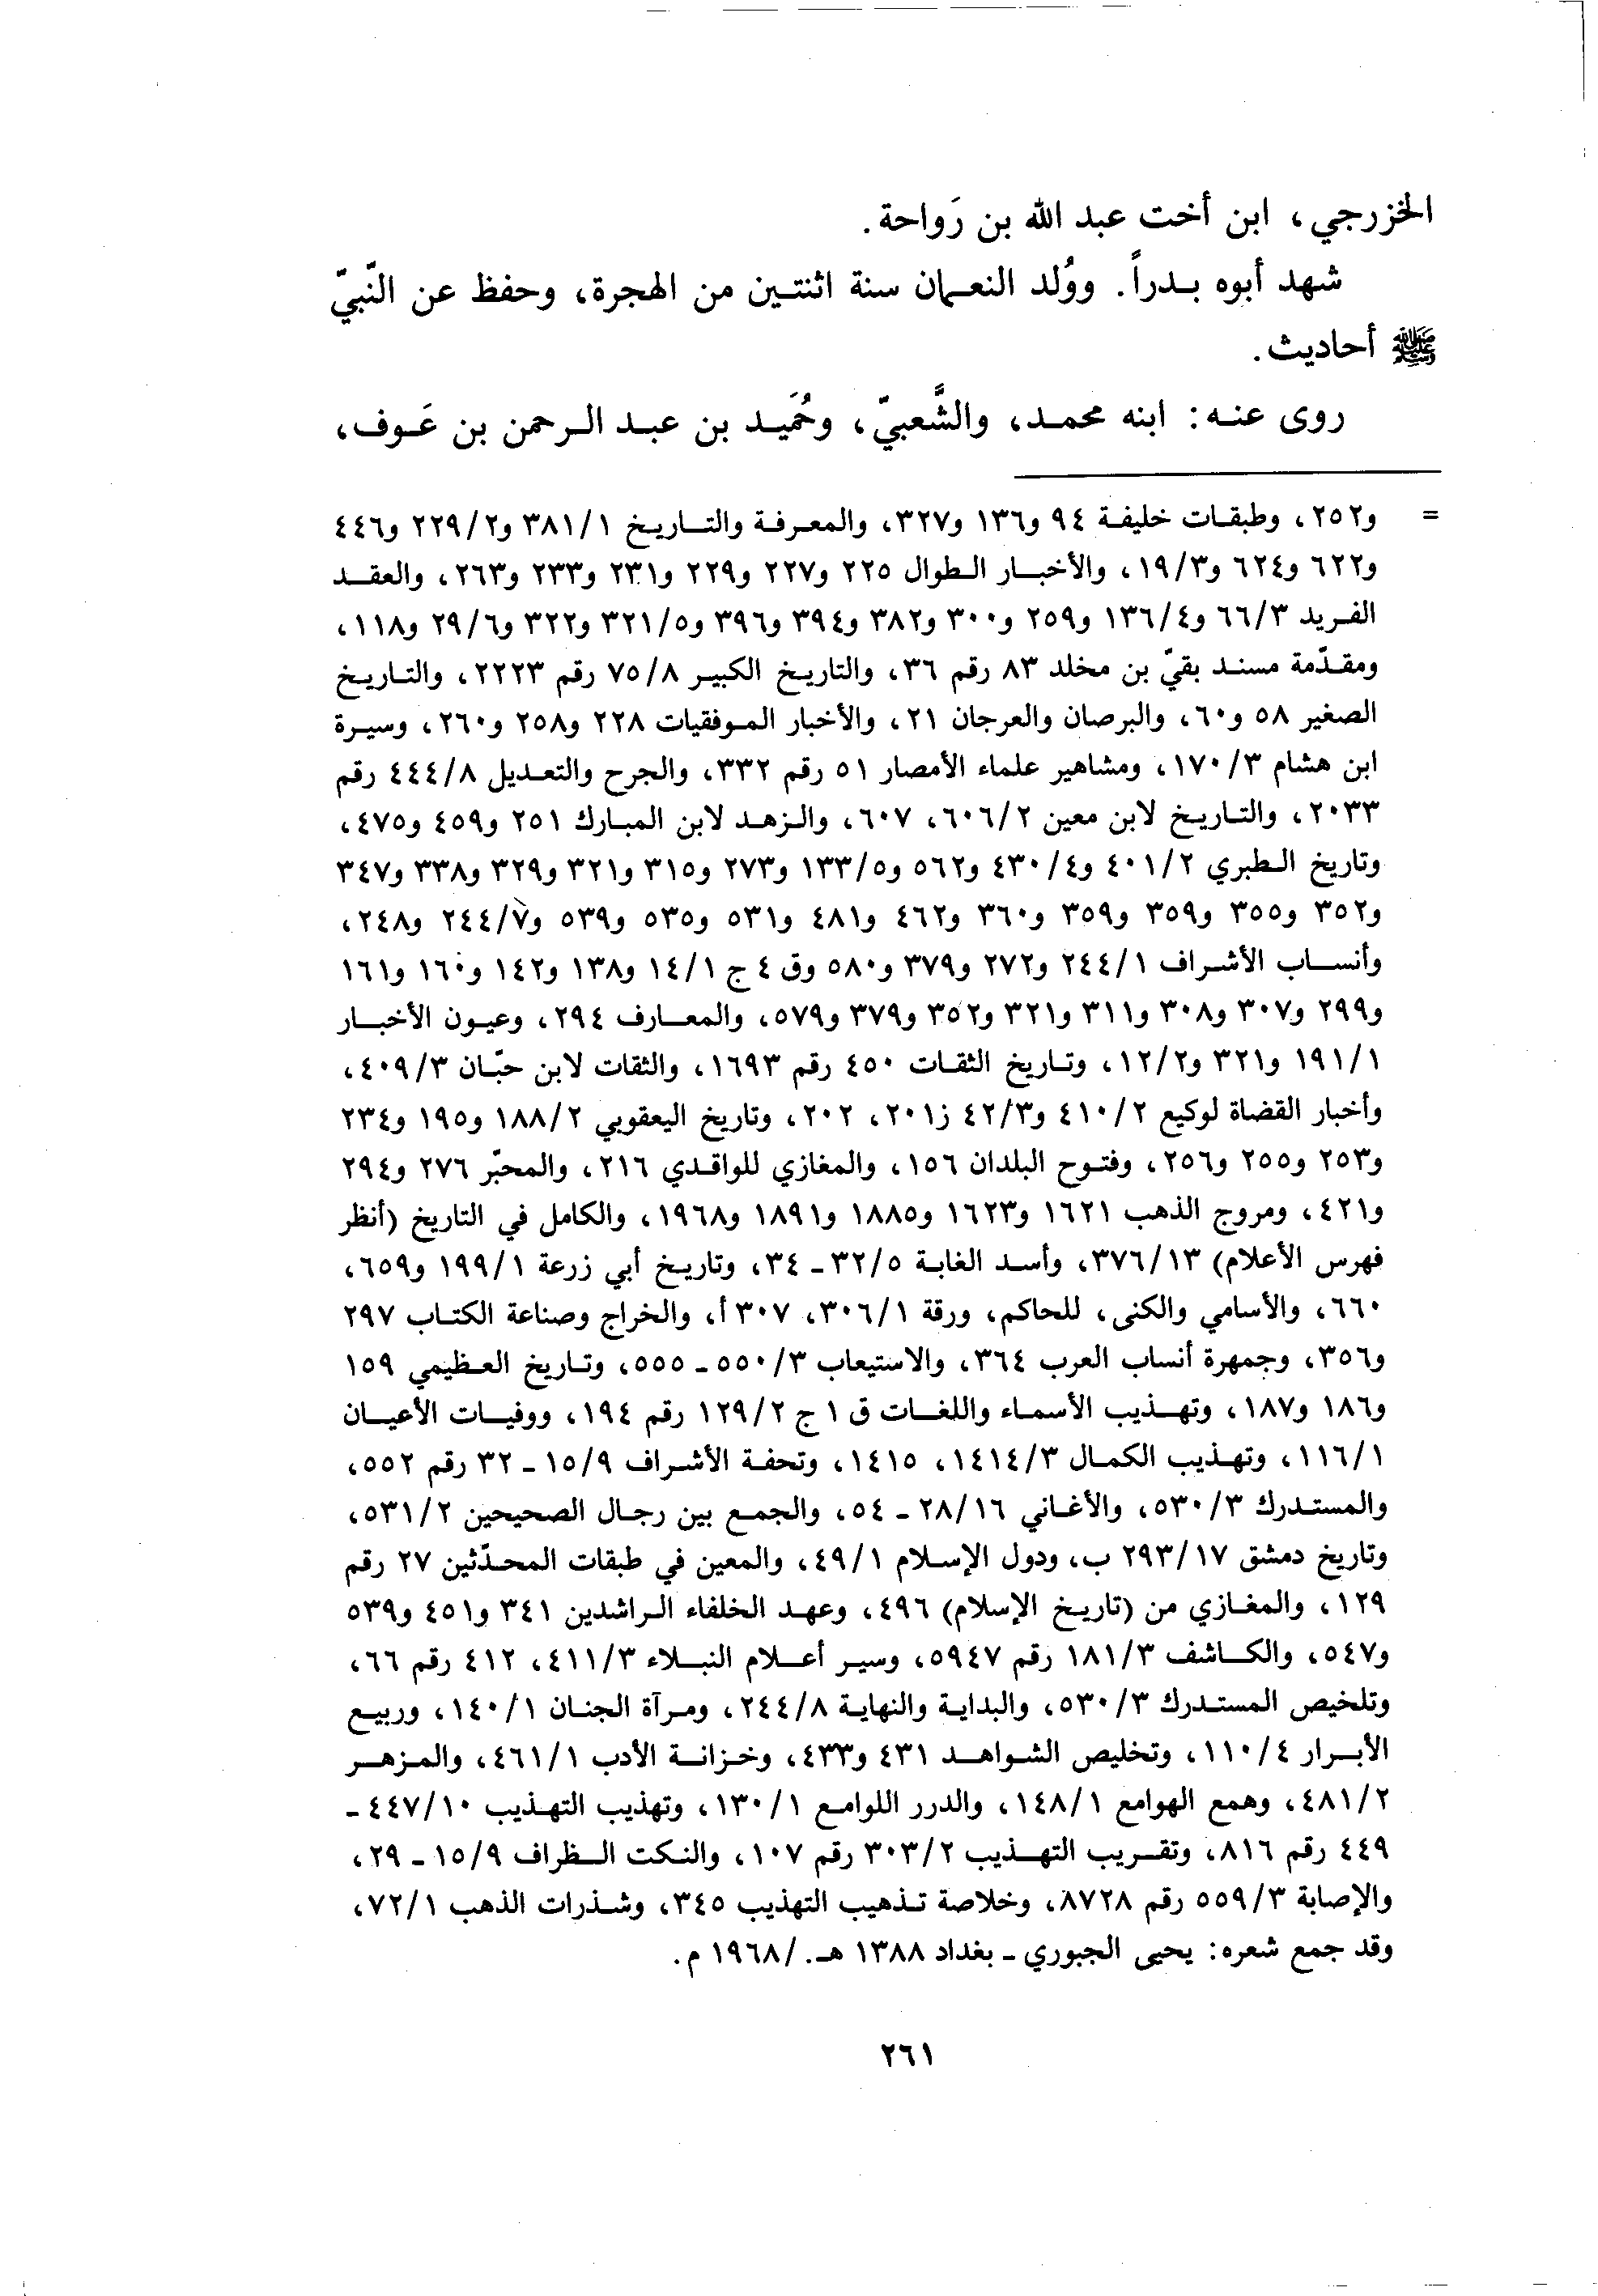 الخزرجي، ابن أخت عبد الله بن رَواحة.
شهد أبوه بدراً. ووُلد النعمان سنة اثنتين من الهجرة، وحفظ عن النّبيّ
ﷺ أحاديث.
روى عنه: ابنه محمد، والشَّعبيّ، وحُمَيد بن عبد الرحمن بن عَوف،
= و٢٥٢، وطبقات خليفة ٩٤ و١٣٦ و٣٢٧، والمعرفة والتاريخ ٣٨١/١ و٢٢٩/٢ و٤٤٦
و٦٢٢ و٦٢٤ و١٩/٣، والأخبار الطوال ٢٢٥ و٢٢٧ و٢٢٩ و٢٣١ و٢٣٣ و٢٦٣، والعقد
الفريد ٦٦/٣ و١٣٦/٤ و٢٥٩ و٣٠٠ و٣٨٢ و٣٩٤ و٣٩٦ و٣٢١/٥ و٣٢٢ و٢٩/٦ و١١٨،
ومقدّمة مسند بقيّ بن مخلد ٨٣ رقم ٣٦، والتاريخ الكبير ٧٥/٨ رقم ٢٢٢٣، والتاريخ
الصغير ٥٨ و٦٠، والبرصان والعرجان ٢١، والأخبار الموفقيات ٢٢٨ و٢٥٨ و٢٦٠، وسيرة
ابن هشام ١٧٠/٣، ومشاهير علماء الأمصار ٥١ رقم ٣٣٢، والجرح والتعديل ٤٤٤/٨ رقم
٢٠٣٣، والتاريخ لابن معين ٦٠٦/٢، ٦٠٧، والزهد لابن المبارك ٢٥١ و٤٥٩ و٤٧٥،
وتاريخ الطبري ٤٠١/٢ و٤٣٠/٤ و٥٦٢ و١٣٣/٥ و٢٧٣ و٣١٥ و٣٢١ و٣٢٩ و٣٣٨ و٣٤٧
و٣٥٢ و٣٥٥ و٣٥٩ و٣٦٠ و٤٦٢ و٤٨١ و٥٣١ و٥٣٥ و٥٣٩ و٢٤٤/٧ و٢٤٨،
وأنساب الأشراف ٢٤٤/١ و٢٧٢ و٣٧٩ و٥٨٠ وق ٤ ج ١٤/١ و١٣٨ و١٤٢ و١٦٠ و١٦١
و٢٩٩ و٣٠٧ و٣٠٨ و٣١١ و٣٢١ و٣٥٢ و٣٧٩ و٥٧٩، والمعارف ٢٩٤، وعيون الأخبار
١٩١/١ و٣٢١ و١٢/٢، وتاريخ الثقات ٤٥٠ رقم ١٦٩٣، والثقات لابن حبّان ٤٠٩/٣،
وأخبار القضاة لوكيع ٤١٠/٢ و٤٢/٣ ز٢٠١، ٢٠٢، وتاريخ اليعقوبي ١٨٨/٢ و١٩٥ و٢٣٤
و٢٥٣ و٢٥٥ و٢٥٦، وفتوح البلدان ١٥٦، والمغازي للواقدي ٢١٦، والمحبّر ٢٧٦ و٢٩٤
و٤٢١، ومروج الذهب ١٦٢١ و١٦٢٣ و١٨٨٥ و١٨٩١ و١٩٦٨، والكامل في التاريخ (أنظر
فهرس الأعلام) ٣٧٦/١٣، وأسد الغابة ٣٢/٥ ـ ٣٤، وتاريخ أبي زرعة ١٩٩/١ و٦٥٩،
٦٦٠، والأسامي والكنى، للحاكم، ورقة ٣٠٦/١، ٣٠٧ أ، والخراج وصناعة الكتاب ٢٩٧
و٣٥٦، وجمهرة أنساب العرب ٣٦٤، والاستيعاب ٥٥٠/٣ ـ ٥٥٥، وتاريخ العظيمي ١٥٩
و١٨٦ و١٨٧، وتهذيب الأسماء واللغات ق ١ ج ١٢٩/٢ رقم ١٩٤، ووفيات الأعيان
١١٦/١، وتهذيب الكمال ١٤١٤/٣، ١٤١٥، وتحفة الأشراف ١٥/٩ ـ ٣٢ رقم ٥٥٢،
والمستدرك ٥٣٠/٣، والأغاني ٢٨/١٦ ـ ٥٤، والجمع بين رجال الصحيحين ٥٣١/٢،
وتاريخ دمشق ٢٩٣/١٧ ب، ودول الإسلام ٤٩/١، والمعين في طبقات المحدّثين ٢٧ رقم
١٢٩، والمغازي من (تاريخ الإسلام) ٤٩٦، وعهد الخلفاء الراشدين ٣٤١ و٤٥١ و٥٣٩
و٥٤٧، والكاشف ١٨١/٣ رقم ٥٩٤٧، وسير أعلام النبلاء ٤١١/٣، ٤١٢ رقم ٦٦،
وتلخيص المستدرك ٥٣٠/٣، والبداية والنهاية ٢٤٤/٨، ومرآة الجنان ١٤٠/١، وربيع
الأبرار ١١٠/٤، وتخليص الشواهد ٤٣١ و٤٣٣، وخزانة الأدب ٤٦١/١، والمزهر
٤٨١/٢، وهمع الهوامع ١٤٨/١، والدرر اللوامع ١٣٠/١، وتهذيب التهذيب ٤٤٧/١٠ ـ
٤٤٩ رقم ٨١٦، وتقريب التهذيب ٣٠٣/٢ رقم ١٠٧، والنكت الظراف ١٥/٩ ـ ٢٩،
والإصابة ٥٥٩/٣ رقم ٨٧٢٨، وخلاصة تذهيب التهذيب ٣٤٥، وشذرات الذهب ٧٢/١،
وقد جمع شعره: يحيى الجبوري ـ بغداد ١٣٨٨ هـ./١٩٦٨ م.
٢٦١